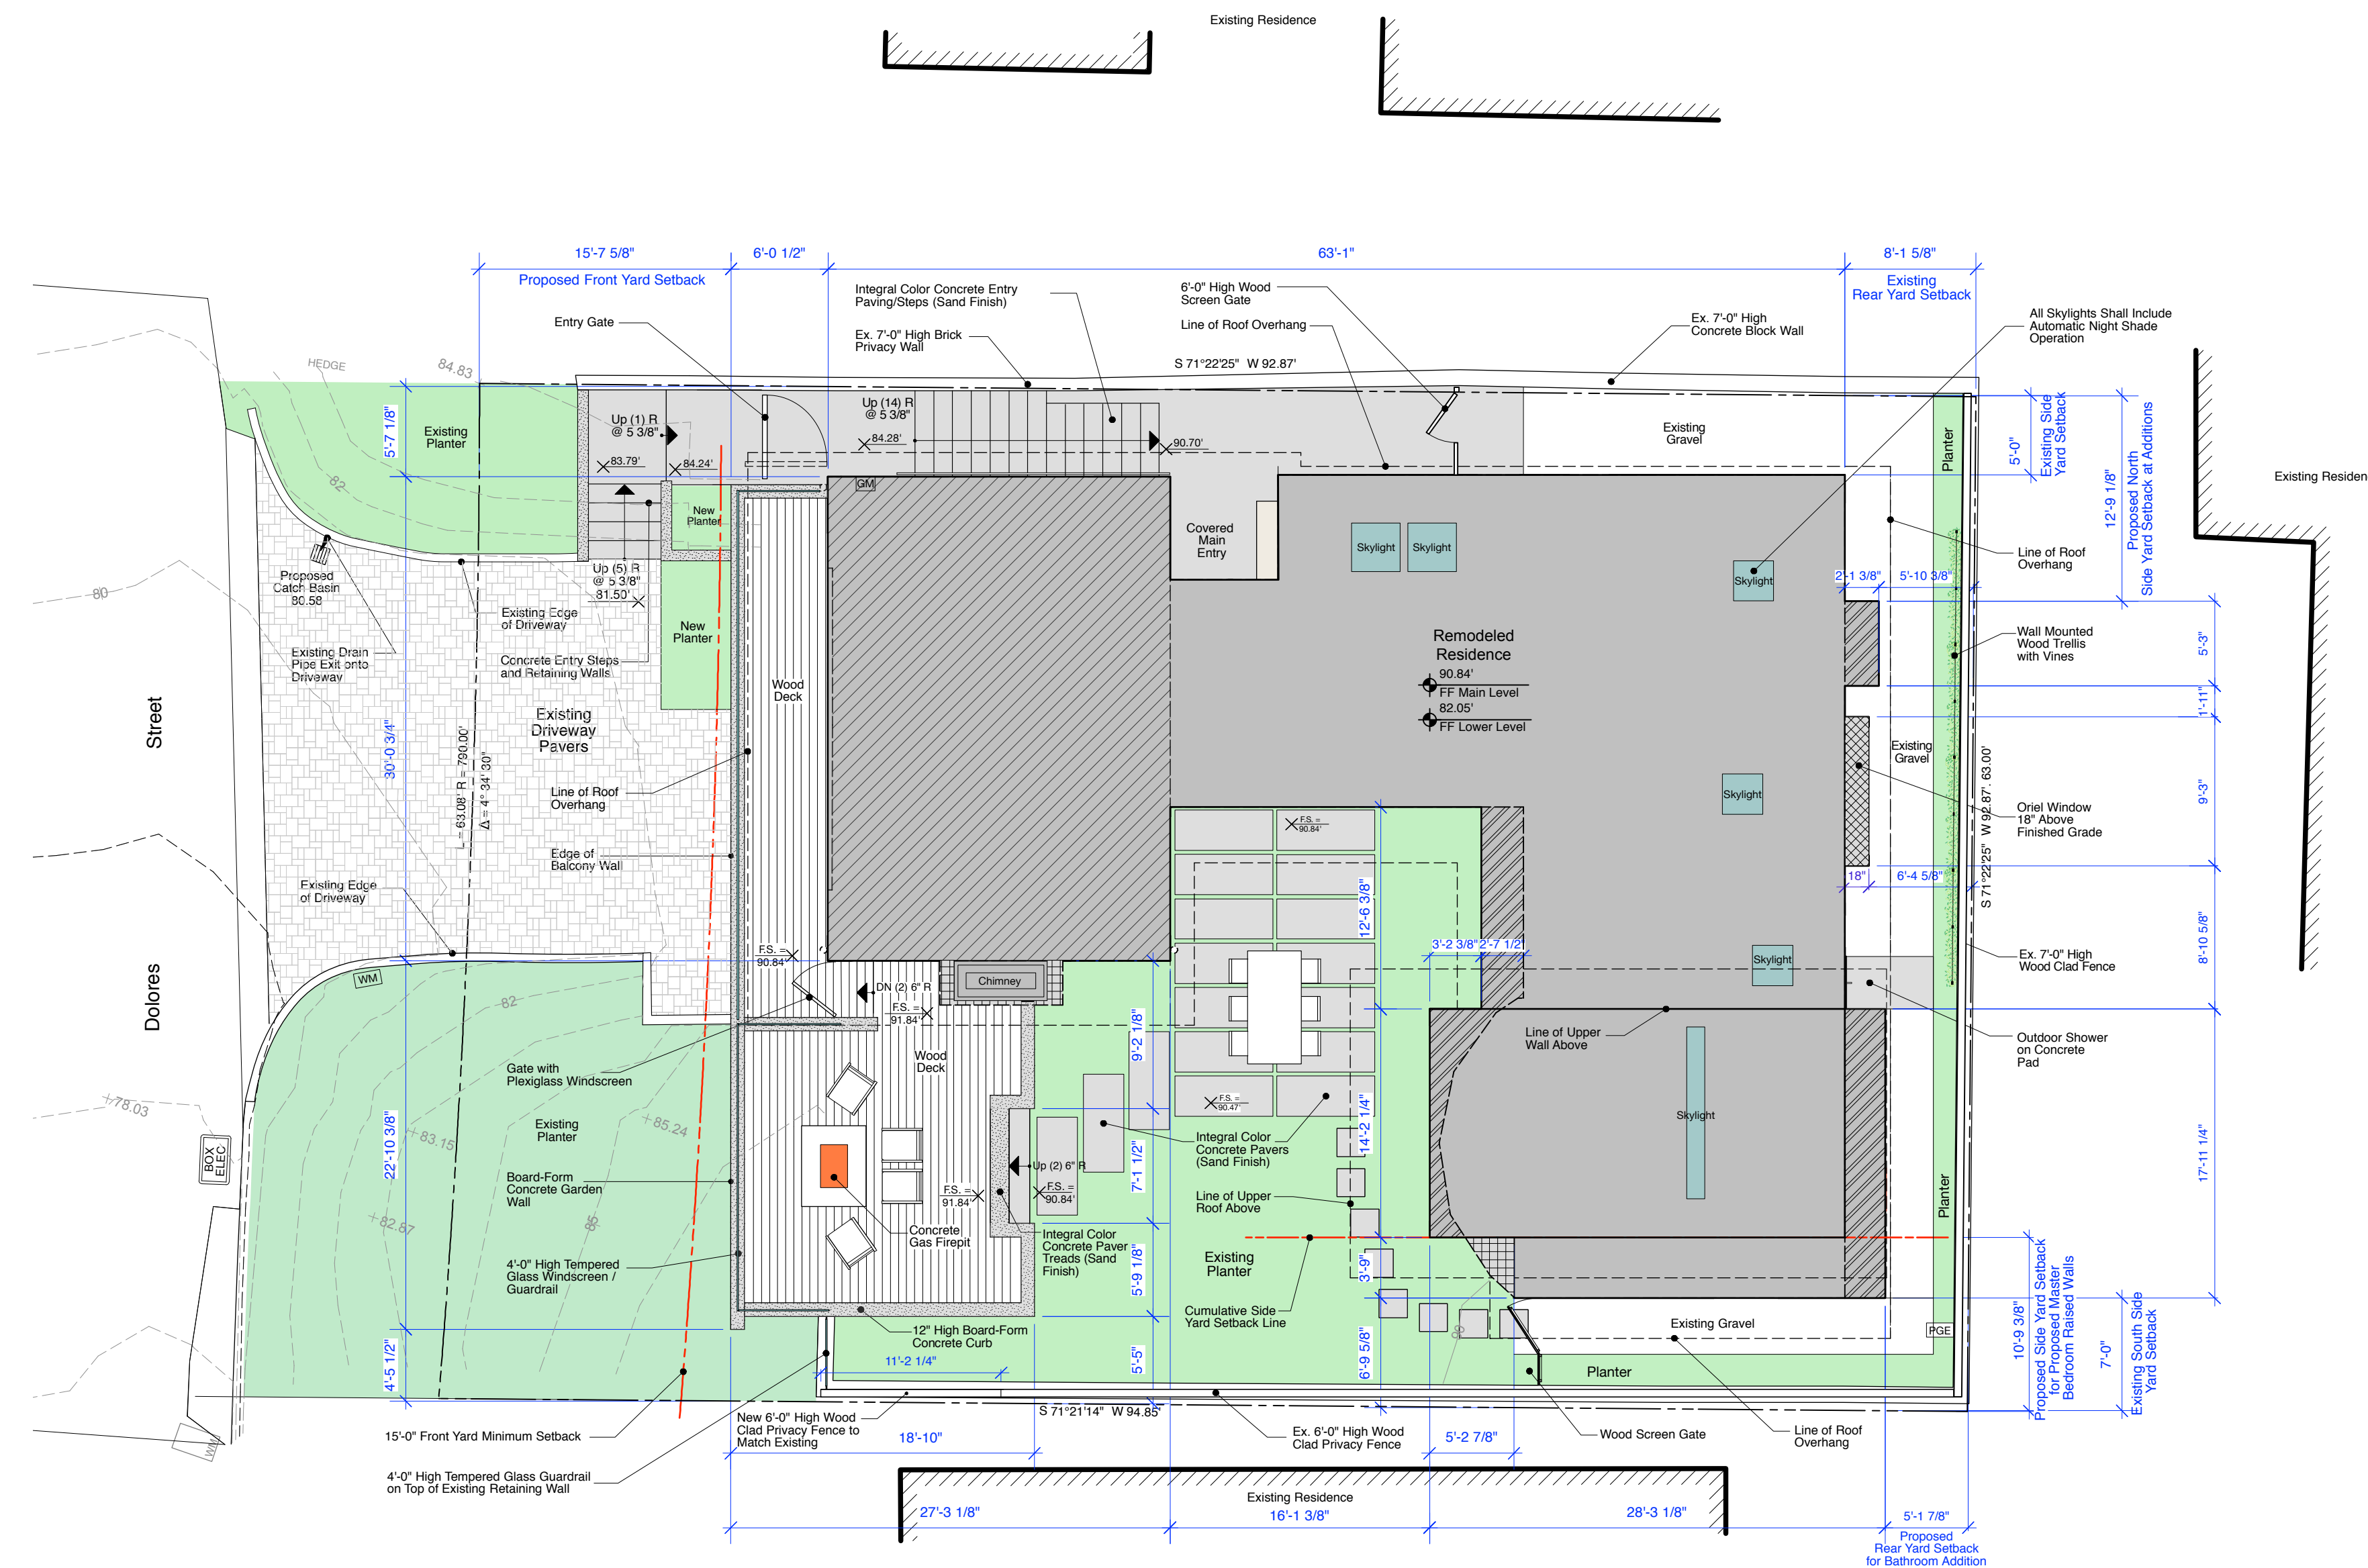 Existing Residence
15'-7 5/8"
6'-0 1/2"
63'-1"
8'-1 5/8"
Proposed Front Yard Setback
Existing
Rear Yard Setback
Integral Color Concrete Entry
Paving/Steps (Sand Finish)
6'-0" High Wood
Screen Gate
Entry Gate
Ex. 7'-0" High Brick
Privacy Wall
Line of Roof Overhang
Ex. 7'-0" High
Concrete Block Wall
All Skylights Shall Include
Automatic Night Shade
Operation
S 71°22'25" W 92.87'
HEDGE
84.83
Existing
Planter
5'-7 1/8"
Up (1) R
@ 5 3/8"
83.79'
84.24'
Up (14) R
@ 5 3/8"
84.28'
90.70'
Existing
Gravel
Planter
5'-0"
Existing Side
Yard Setback
12'-9 1/8"
Proposed North
Side Yard Setback at Additions
Existing Residen
82
GM
New
Planter
Covered
Main
Entry
Skylight
Skylight
Skylight
Line of Roof
Overhang
2'-1 3/8"
5'-10 3/8"
Proposed
Catch Basin
80.58
Up (5) R
@ 5 3/8"
81.50'
80
Existing Edge
of Driveway
New
Planter
Existing Drain
Pipe Exit onto
Driveway
Concrete Entry Steps
and Retaining Walls
Wood
Deck
Remodeled
Residence
90.84'
FF Main Level
82.05'
FF Lower Level
Wall Mounted
Wood Trellis
with Vines
5'-3"
1'-11"
Street
Existing
Driveway
Pavers
30'-0 3/4"
L = 63.08' R = 790.00'
Δ = 4° 34' 30"
Existing
Gravel
S 71°22'25" W 92.87'. 63.00'
9'-3"
Line of Roof
Overhang
Skylight
Oriel Window
18" Above
Finished Grade
F.S. =
90.84'
Edge of
Balcony Wall
Existing Edge
of Driveway
12'-6 3/8"
18"
6'-4 5/8"
8'-10 5/8"
F.S. =
90.84'
3'-2 3/8"
2'-7 1/2"
Skylight
Ex. 7'-0" High
Wood Clad Fence
Dolores
WM
82
Chimney
DN (2) 6" R
F.S. =
91.84'
9'-2 1/8"
Line of Upper
Wall Above
Outdoor Shower
on Concrete
Pad
Gate with
Plexiglass Windscreen
Wood
Deck
78.03
Existing
Planter
83.15
85.24
F.S. =
90.47'
14'-2 1/4"
Skylight
BOX
ELEC
22'-10 3/8"
Integral Color
Concrete Pavers
(Sand Finish)
Board-Form
Concrete Garden
Wall
Up (2) 6" R
F.S. =
91.84'
F.S. =
90.84'
7'-1 1/2"
Line of Upper
Roof Above
17'-11 1/4"
Planter
82.87
85
Concrete
Gas Firepit
Integral Color
Concrete Paver
Treads (Sand
Finish)
5'-9 1/8"
Existing
Planter
3'-9"
4'-0" High Tempered
Glass Windscreen /
Guardrail
Cumulative Side
Yard Setback Line
12" High Board-Form
Concrete Curb
Existing Gravel
PGE
10'-9 3/8"
Proposed Side Yard Setback
for Proposed Master
Bedroom Raised Walls
7'-0"
Existing South Side
Yard Setback
4'-5 1/2"
11'-2 1/4"
5'-5"
6'-9 5/8"
Planter
S 71°21'14" W 94.85'
WM
15'-0" Front Yard Minimum Setback
New 6'-0" High Wood
Clad Privacy Fence to
Match Existing
18'-10"
Ex. 6'-0" High Wood
Clad Privacy Fence
5'-2 7/8"
Wood Screen Gate
Line of Roof
Overhang
4'-0" High Tempered Glass Guardrail
on Top of Existing Retaining Wall
Existing Residence
27'-3 1/8"
16'-1 3/8"
28'-3 1/8"
5'-1 7/8"
Proposed
Rear Yard Setback
for Bathroom Addition